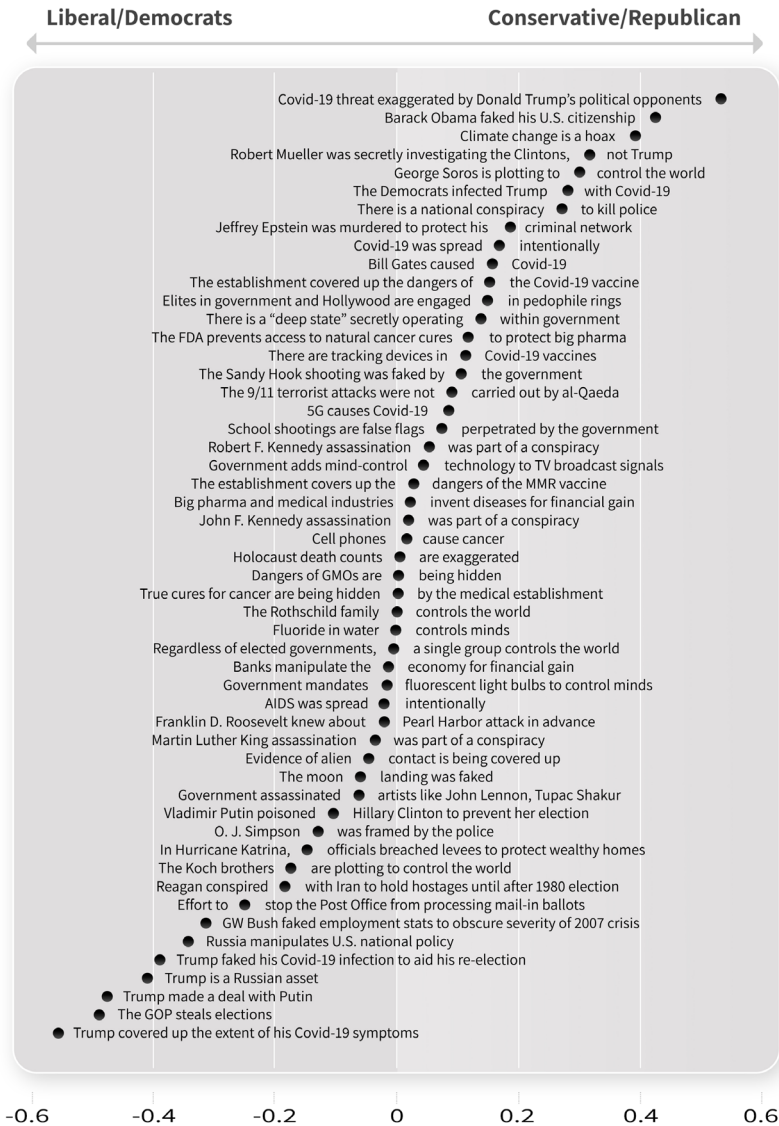 Liberal/Democrats Conservative/Republican
Covid-19 threat exaggerated by Donald Trump’s political opponents
Barack Obama faked his U.S. citizenship
Climate change is a hoax
Robert Mueller was secretly investigating the Clintons, not Trump
George Soros is plotting to control the world
The Democrats infected Trump with Covid-19
There is a national conspiracy to kill police
Jeffrey Epstein was murdered to protect his criminal network
Covid-19 was spread intentionally
Bill Gates caused Covid-19
The establishment covered up the dangers of the Covid-19 vaccine
Elites in government and Hollywood are engaged in pedophile rings
There is a “deep state” secretly operating within government
The FDA prevents access to natural cancer cures to protect big pharma
There are tracking devices in Covid-19 vaccines
The Sandy Hook shooting was faked by the government
The 9/11 terrorist attacks were not carried out by al-Qaeda
5G causes Covid-19
School shootings are false flags perpetrated by the government
Robert F. Kennedy assassination was part of a conspiracy
Government adds mind-control technology to TV broadcast signals
The establishment covers up the dangers of the MMR vaccine
Big pharma and medical industries invent diseases for financial gain
John F. Kennedy assassination was part of a conspiracy
Cell phones cause cancer
Holocaust death counts are exaggerated
Dangers of GMOs are being hidden
True cures for cancer are being hidden by the medical establishment
The Rothschild family controls the world
Fluoride in water controls minds
Regardless of elected governments, a single group controls the world
Banks manipulate the economy for financial gain
Government mandates fluorescent light bulbs to control minds
AIDS was spread intentionally
Franklin D. Roosevelt knew about Pearl Harbor attack in advance
Martin Luther King assassination was part of a conspiracy
Evidence of alien contact is being covered up
The moon landing was faked
Government assassinated artists like John Lennon, Tupac Shakur
Vladimir Putin poisoned Hillary Clinton to prevent her election
O. J. Simpson was framed by the police
In Hurricane Katrina, officials breached levees to protect wealthy homes
The Koch brothers are plotting to control the world
Reagan conspired with Iran to hold hostages until after 1980 election
Effort to stop the Post Office from processing mail-in ballots
GW Bush faked employment stats to obscure severity of 2007 crisis
Russia manipulates U.S. national policy
Trump faked his Covid-19 infection to aid his re-election
Trump is a Russian asset
Trump made a deal with Putin
The GOP steals elections
Trump covered up the extent of his Covid-19 symptoms
-0.6 -0.4 -0.2 0 0.2 0.4 0.6